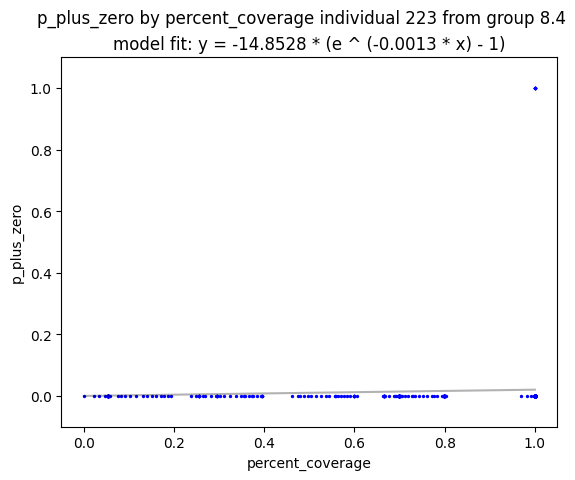 p_plus_zero by percent_coverage individual 223 from group 8.4
model fit: y = -14.8528 * (e ^ (-0.0013 * x) - 1)
1.0
0.8
0.6
0.4
0.2
0.0
p_plus_zero
0.0 0.2 0.4 0.6 0.8 1.0
percent_coverage